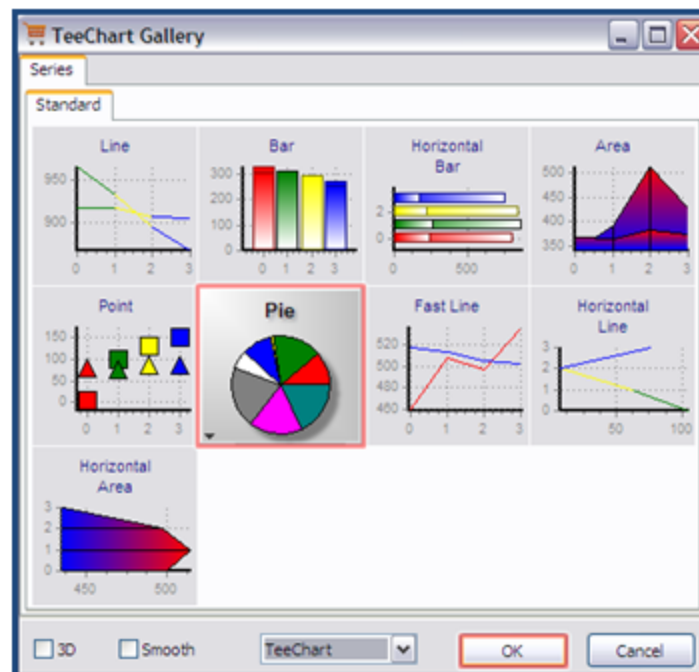 TeeChart Gallery
Series
Standard
Line
950
900
0 1 2 3
Bar
300
200
100
0
0 1 2 3
Horizontal
Bar
2
0
0 500
Area
500
450
400
350
0 1 2 3
Point
150
100
50
0
0 1 2 3
Pie
Fast Line
520
500
480
460
0 1 2 3
Horizontal
Line
3
2
1
0
50 100
Horizontal
Area
3
2
1
0
450 500
3D Smooth TeeChart OK Cancel